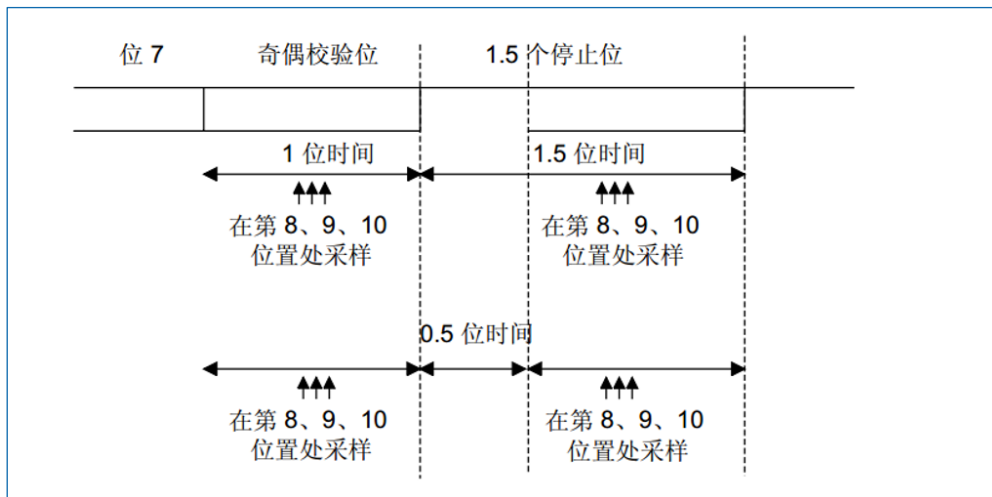 位 7 奇偶校验位 1.5 个停止位
1 位时间 1.5 位时间
在第 8、9、10 在第 8、9、10
位置处采样 位置处采样
0.5 位时间
在第 8、9、10 在第 8、9、10
位置处采样 位置处采样